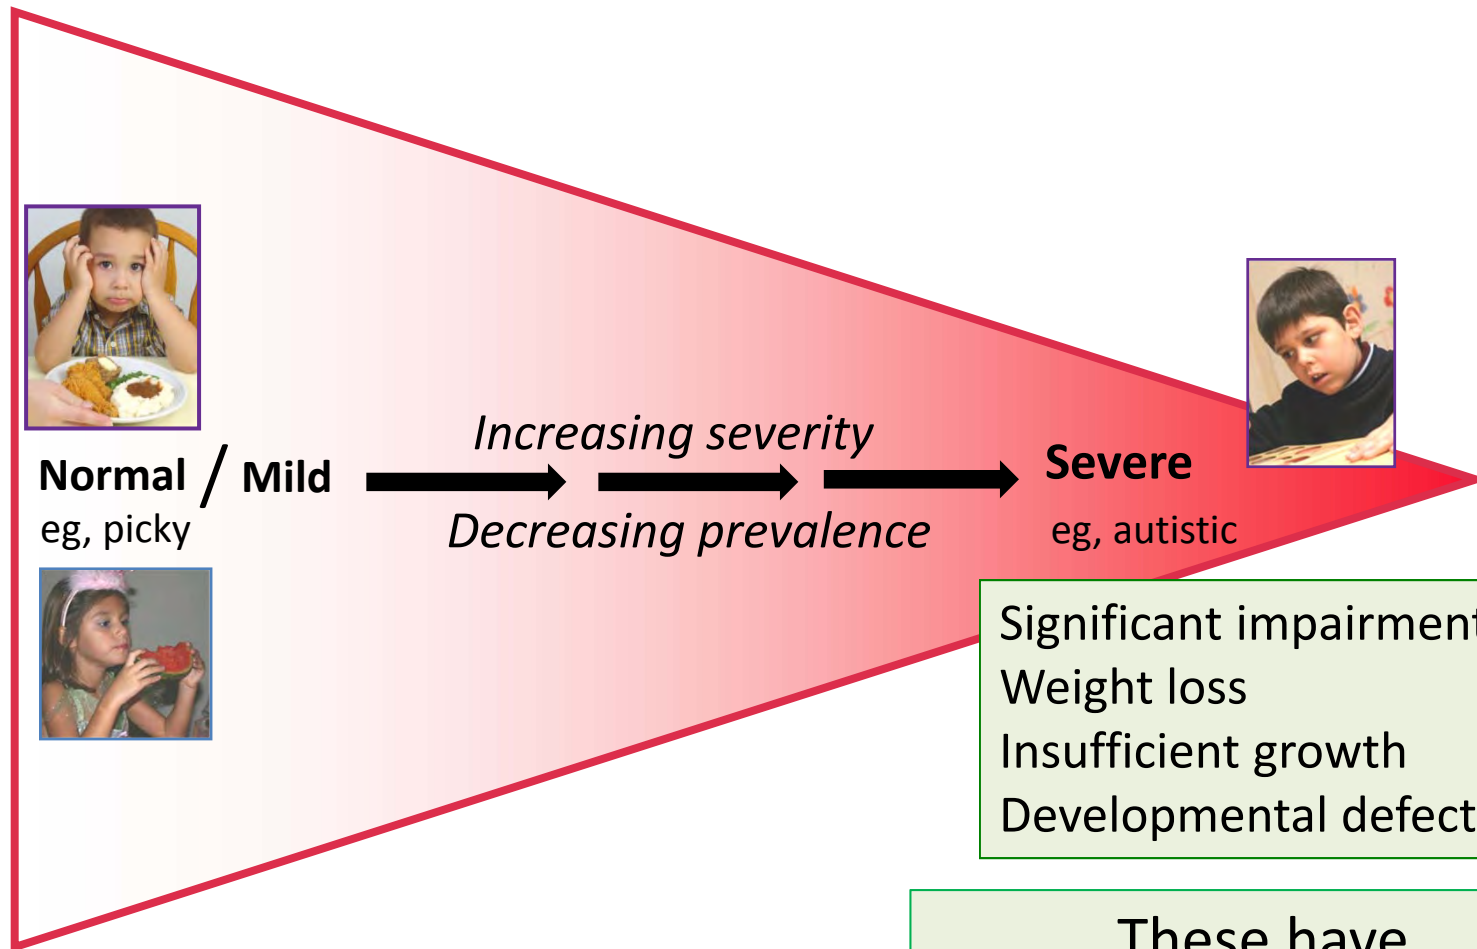 Increasing severity
Normal / Mild
Severe
eg, picky
Decreasing prevalence
eg, autistic
Significant impairment
Weight loss
Insufficient growth
Developmental defect
These have